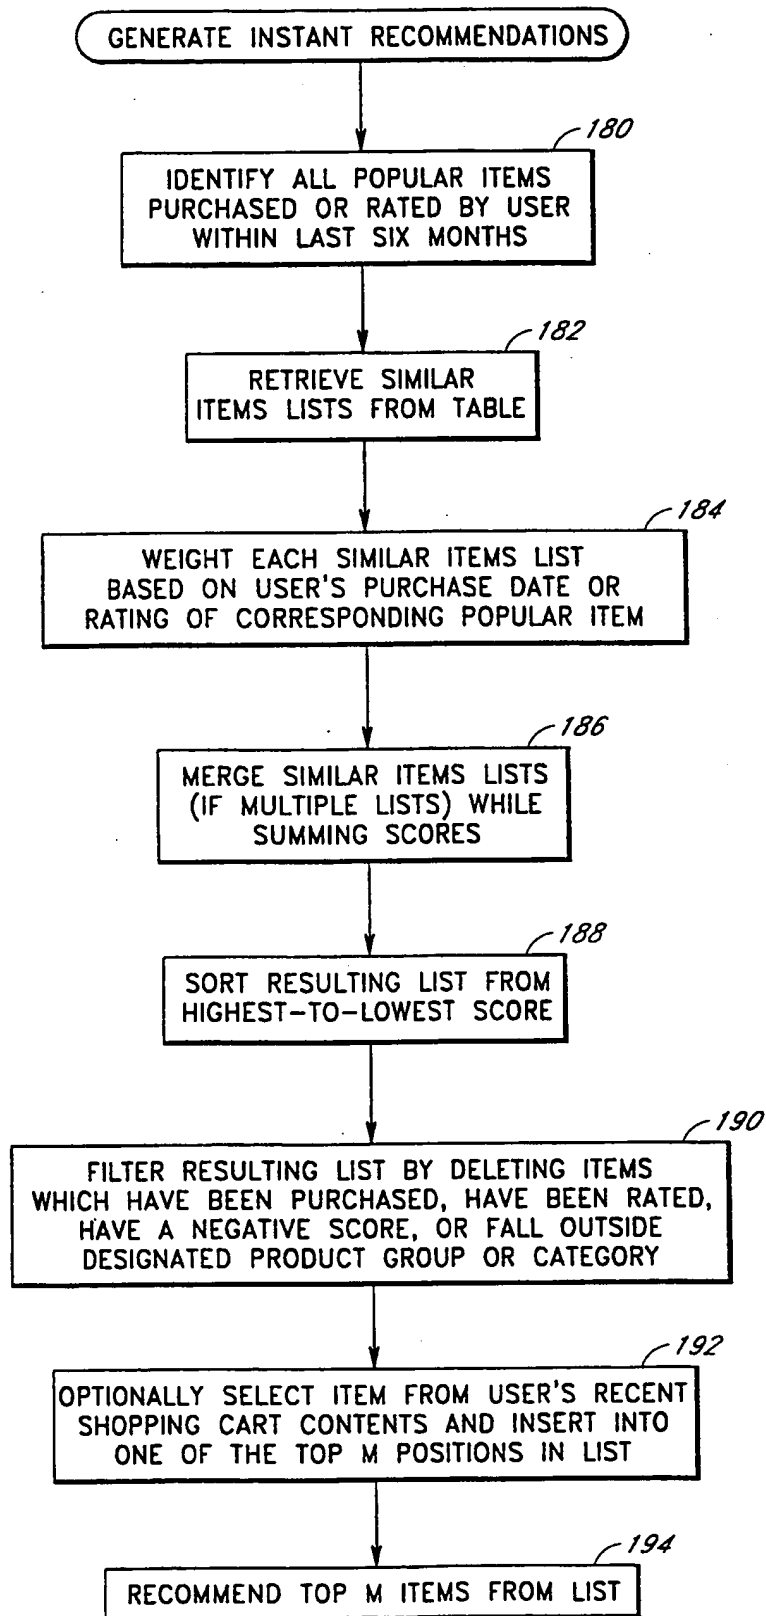 GENERATE INSTANT RECOMMENDATIONS
180
IDENTIFY ALL POPULAR ITEMS
PURCHASED OR RATED BY USER
WITHIN LAST SIX MONTHS
182
RETRIEVE SIMILAR
ITEMS LISTS FROM TABLE
184
WEIGHT EACH SIMILAR ITEMS LIST
BASED ON USER'S PURCHASE DATE OR
RATING OF CORRESPONDING POPULAR ITEM
186
MERGE SIMILAR ITEMS LISTS
(IF MULTIPLE LISTS) WHILE
SUMMING SCORES
188
SORT RESULTING LIST FROM
HIGHEST-TO-LOWEST SCORE
190
FILTER RESULTING LIST BY DELETING ITEMS
WHICH HAVE BEEN PURCHASED, HAVE BEEN RATED,
HAVE A NEGATIVE SCORE, OR FALL OUTSIDE
DESIGNATED PRODUCT GROUP OR CATEGORY
192
OPTIONALLY SELECT ITEM FROM USER'S RECENT
SHOPPING CART CONTENTS AND INSERT INTO
ONE OF THE TOP M POSITIONS IN LIST
194
RECOMMEND TOP M ITEMS FROM LIST